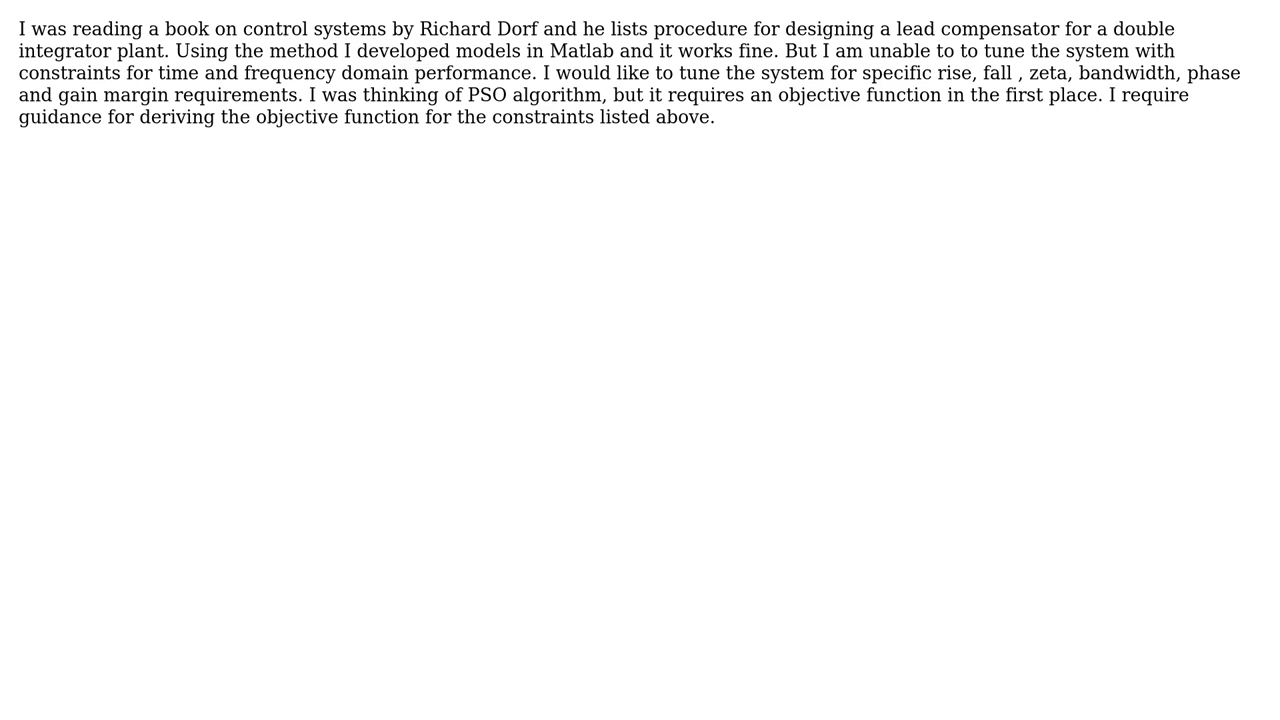 I was reading a book on control systems by Richard Dorf and he lists procedure for designing a lead compensator for a double
integrator plant. Using the method I developed models in Matlab and it works fine. But I am unable to to tune the system with
constraints for time and frequency domain performance. I would like to tune the system for specific rise, fall , zeta, bandwidth, phase
and gain margin requirements. I was thinking of PSO algorithm, but it requires an objective function in the first place. I require
guidance for deriving the objective function for the constraints listed above.